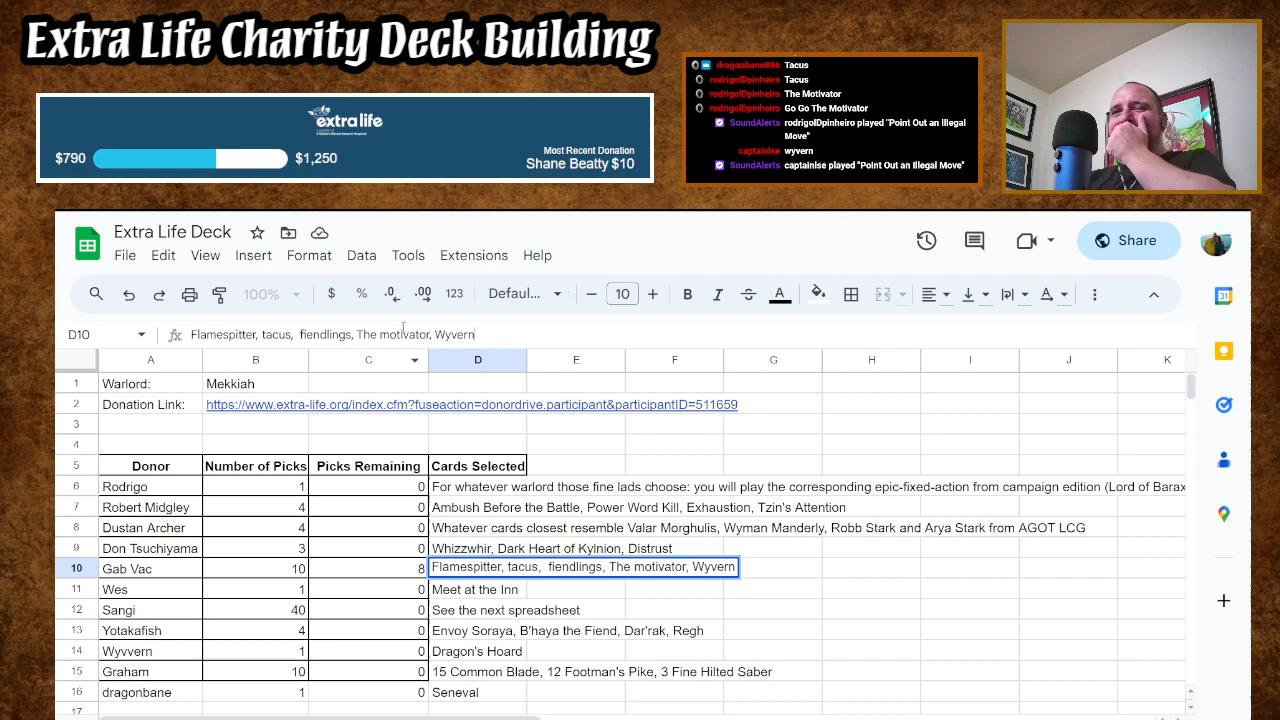 Extra Life Charity Deck Building
extralife
$790
$1,250
Most Recent Donation
Shane Beatty $10
dragonbane886 Tacus
rodrigolDpinheiro Tacus
rodrigolDpinheiro The Motivator
rodrigolDpinheiro Go Go The Motivator
SoundAlerts rodrigolDpinheiro played "Point Out an Illegal
Move"
captainlse wyvern
SoundAlerts captainlse played "Point Out an Illegal Move"
Extra Life Deck
File Edit View Insert Format Data Tools Extensions Help
Share
100% $ % .0 .00 123 Defaul... 10 B I A
D10 fx Flamespitter, tacus, fiendlings, The motivator, Wyvern
A B C D E F G H I J K
1 Warlord: Mekkiah
2 Donation Link: https://www.extra-life.org/index.cfm?fuseaction=donordrive.participant&participantID=511659
3
4
5 Donor Number of Picks Picks Remaining Cards Selected
6 Rodrigo 1 0 For whatever warlord those fine lads choose: you will play the corresponding epic-fixed-action from campaign edition (Lord of Barax
7 Robert Midgley 4 0 Ambush Before the Battle, Power Word Kill, Exhaustion, Tzin's Attention
8 Dustan Archer 4 0 Whatever cards closest resemble Valar Morghulis, Wyman Manderly, Robb Stark and Arya Stark from AGOT LCG
9 Don Tsuchiyama 3 0 Whizzwhir, Dark Heart of Kylnion, Distrust
10 Gab Vac 10 8 Flamespitter, tacus, fiendlings, The motivator, Wyvern
11 Wes 1 0 Meet at the Inn
12 Sangi 40 0 See the next spreadsheet
13 Yotakafish 4 0 Envoy Soraya, B'haya the Fiend, Dar'rak, Regh
14 Wyvvern 1 0 Dragon's Hoard
15 Graham 10 0 15 Common Blade, 12 Footman's Pike, 3 Fine Hilted Saber
16 dragonbane 1 0 Seneval
17
31